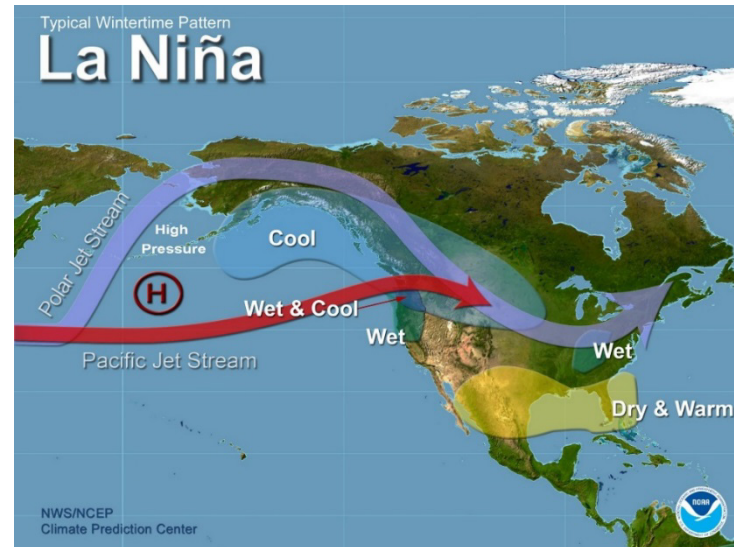 Typical Wintertime Pattern
La Niña
Polar Jet Stream
High
Pressure
H
Cool
Wet & Cool
Wet
Pacific Jet Stream
Wet
Dry & Warm
NWS/NCEP
Climate Prediction Center
NOAA